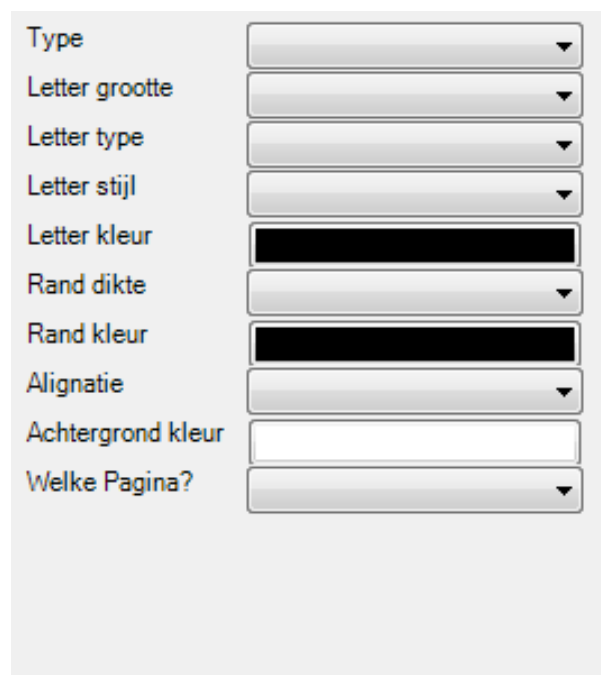 Type
Letter grootte
Letter type
Letter stijl
Letter kleur
Rand dikte
Rand kleur
Alignatie
Achtergrond kleur
Welke Pagina?